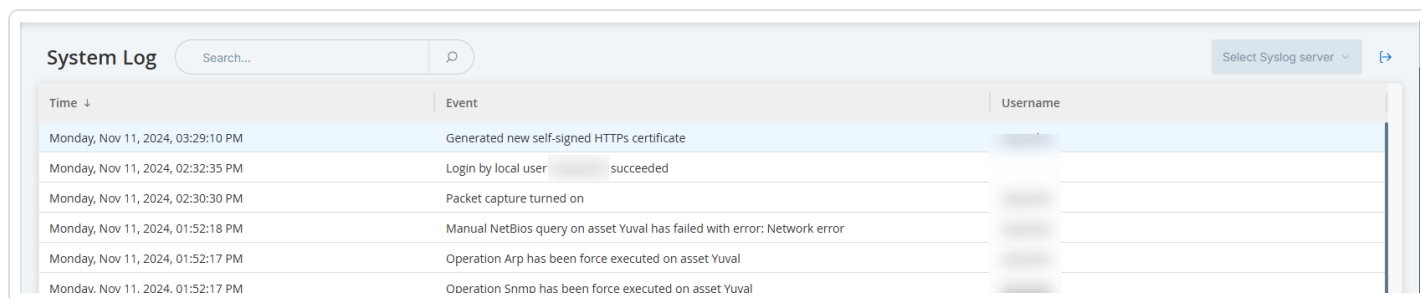 System Log Search... Select Syslog server
Time ↓ Event Username
Monday, Nov 11, 2024, 03:29:10 PM Generated new self-signed HTTPs certificate
Monday, Nov 11, 2024, 02:32:35 PM Login by local user succeeded
Monday, Nov 11, 2024, 02:30:30 PM Packet capture turned on
Monday, Nov 11, 2024, 01:52:18 PM Manual NetBios query on asset Yuval has failed with error: Network error
Monday, Nov 11, 2024, 01:52:17 PM Operation Arp has been force executed on asset Yuval
Monday, Nov 11, 2024, 01:52:17 PM Operation Snmp has been force executed on asset Yuval